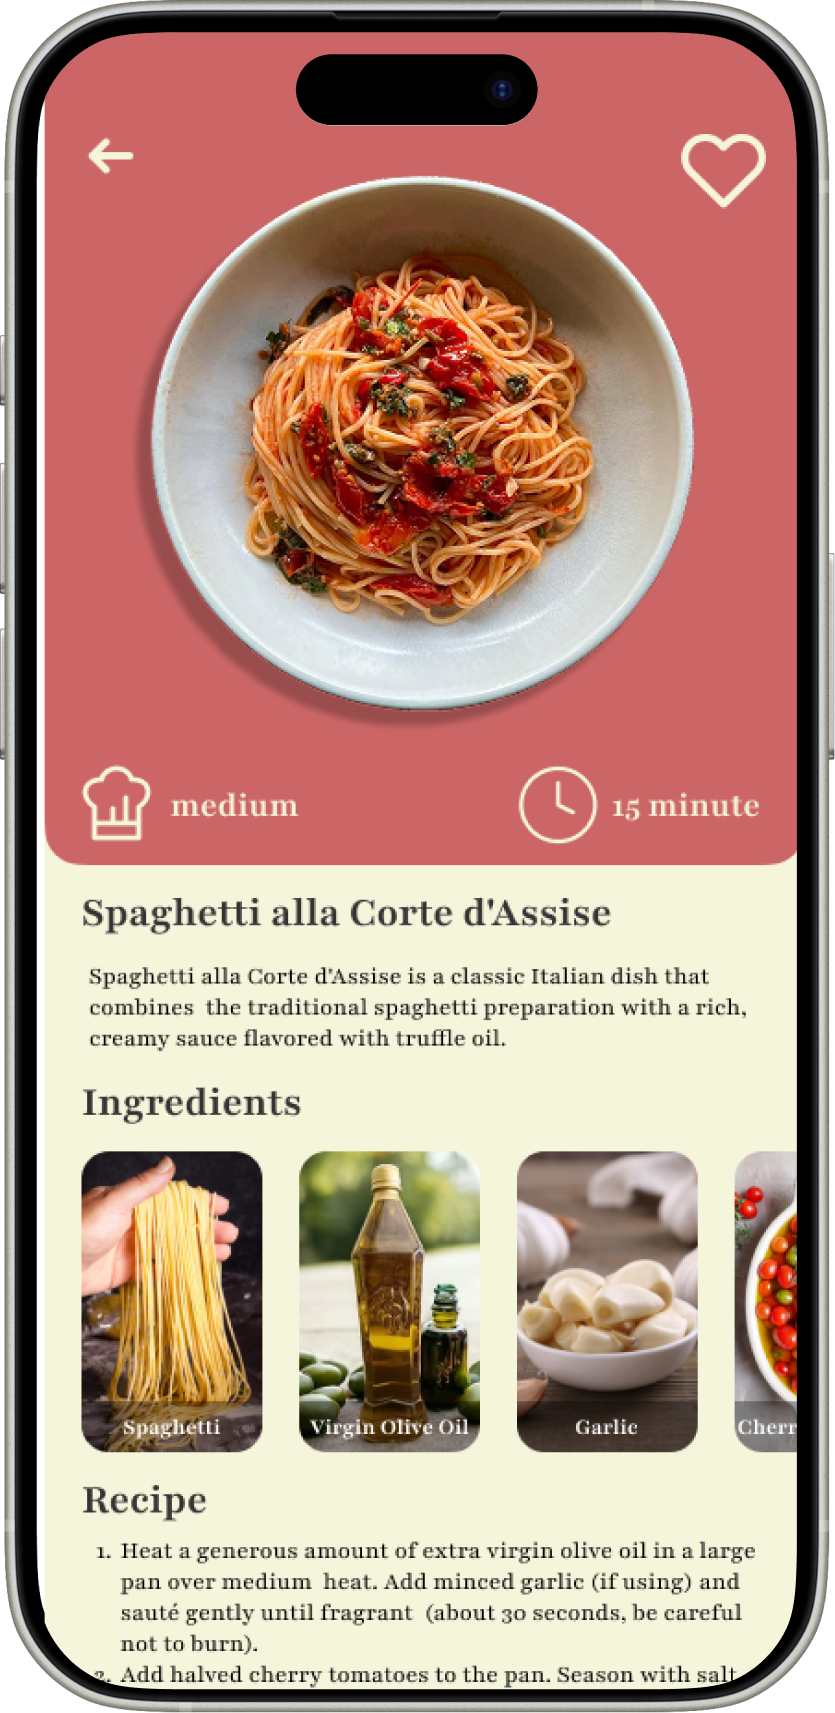 medium
15 minute
Spaghetti alla Corte d'Assise
Spaghetti alla Corte d'Assise is a classic Italian dish that
combines  the traditional spaghetti preparation with a rich,
creamy sauce flavored with truffle oil.
Ingredients
Spaghetti
Virgin Olive Oil
Garlic
Cherr
Recipe
1. Heat a generous amount of extra virgin olive oil in a large
pan over medium  heat. Add minced garlic (if using) and
sauté gently until fragrant  (about 30 seconds, be careful
not to burn).
2. Add halved cherry tomatoes to the pan. Season with salt